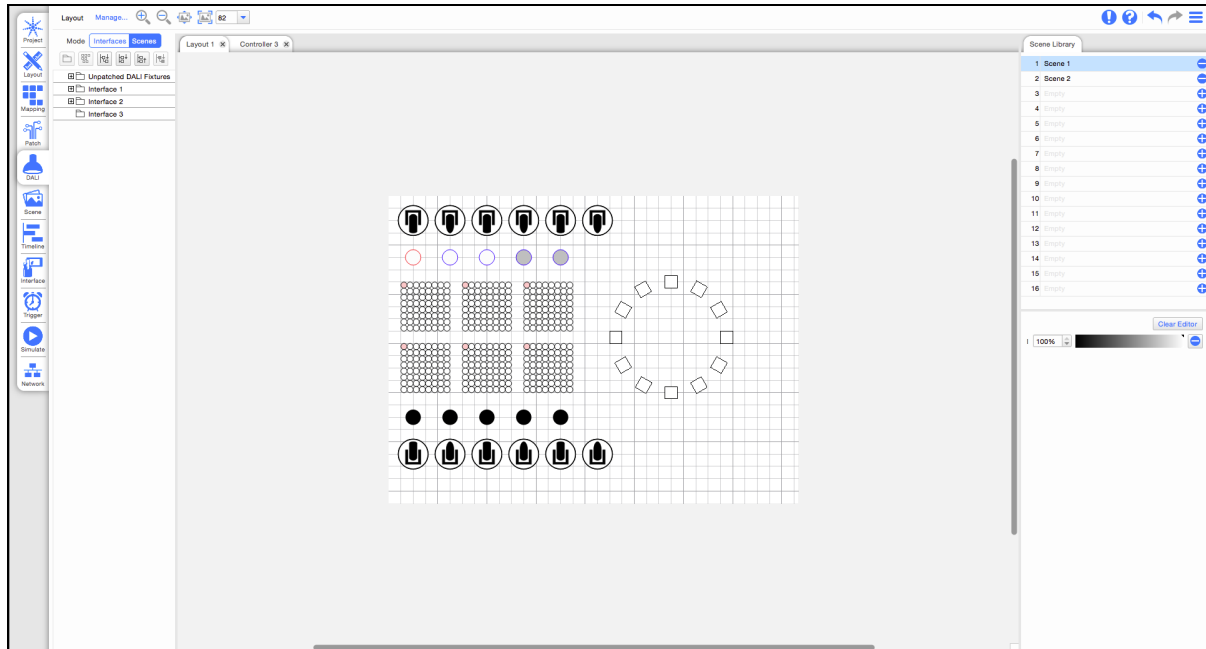 Layout Manage... 82
Project
Layout
Mapping
Patch
DALI
Scene
Timeline
Interface
Trigger
Simulate
Network
Mode Interfaces Scenes
Unpatched DALI Fixtures
Interface 1
Interface 2
Interface 3
Layout 1 Controller 3
Scene Library
1 Scene 1
2 Scene 2
3 Empty
4 Empty
5 Empty
6 Empty
7 Empty
8 Empty
9 Empty
10 Empty
11 Empty
12 Empty
13 Empty
14 Empty
15 Empty
16 Empty
Clear Editor
I 100%